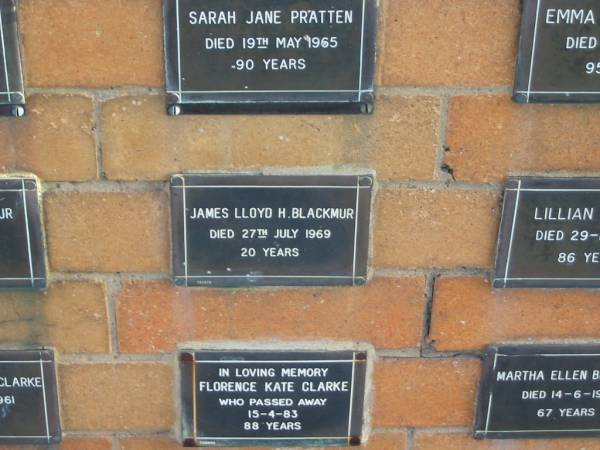 SARAH JANE PRATTEN
DIED 19TH MAY 1965
90 YEARS
EMMA
DIED
95
UR
JAMES LLOYD H. BLACKMUR
DIED 27TH JULY 1969
20 YEARS
LILLIAN
DIED 29-
86 YE
CLARKE
1961
IN LOVING MEMORY
FLORENCE KATE CLARKE
WHO PASSED AWAY
15-4-83
88 YEARS
MARTHA ELLEN B
DIED 14-6-19
67 YEARS